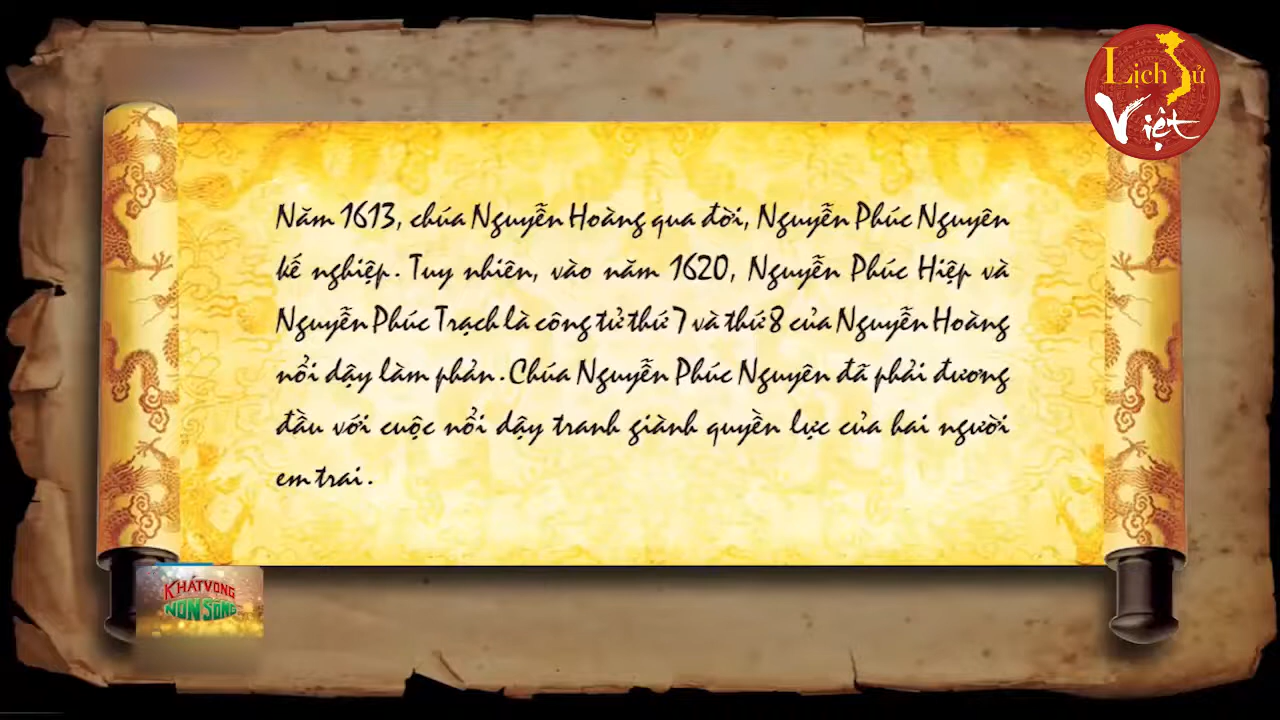 Lịch Sử
Việt
Năm 1613, chúa Nguyễn Hoàng qua đời, Nguyễn Phúc Nguyên
kế nghiệp. Tuy nhiên, vào năm 1620, Nguyễn Phúc Hiệp và
Nguyễn Phúc Trạch là công tử thứ 7 và thứ 8 của Nguyễn Hoàng
nổi dậy làm phản. Chúa Nguyễn Phúc Nguyên đã phải đương
đầu với cuộc nổi dậy tranh giành quyền lực của hai người
em trai.
KHÁT VỌNG
NON SÔNG